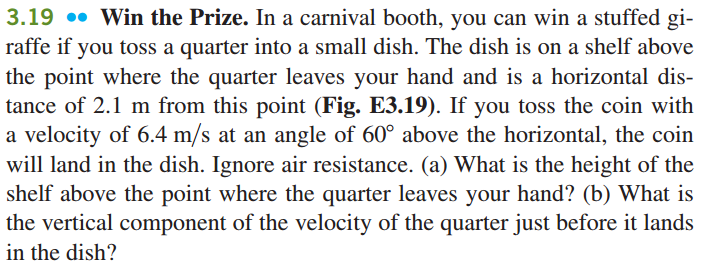 3.19 •• Win the Prize. In a carnival booth, you can win a stuffed gi-
raffe if you toss a quarter into a small dish. The dish is on a shelf above
the point where the quarter leaves your hand and is a horizontal dis-
tance of 2.1 m from this point (Fig. E3.19). If you toss the coin with
a velocity of 6.4 m/s at an angle of 60° above the horizontal, the coin
will land in the dish. Ignore air resistance. (a) What is the height of the
shelf above the point where the quarter leaves your hand? (b) What is
the vertical component of the velocity of the quarter just before it lands
in the dish?